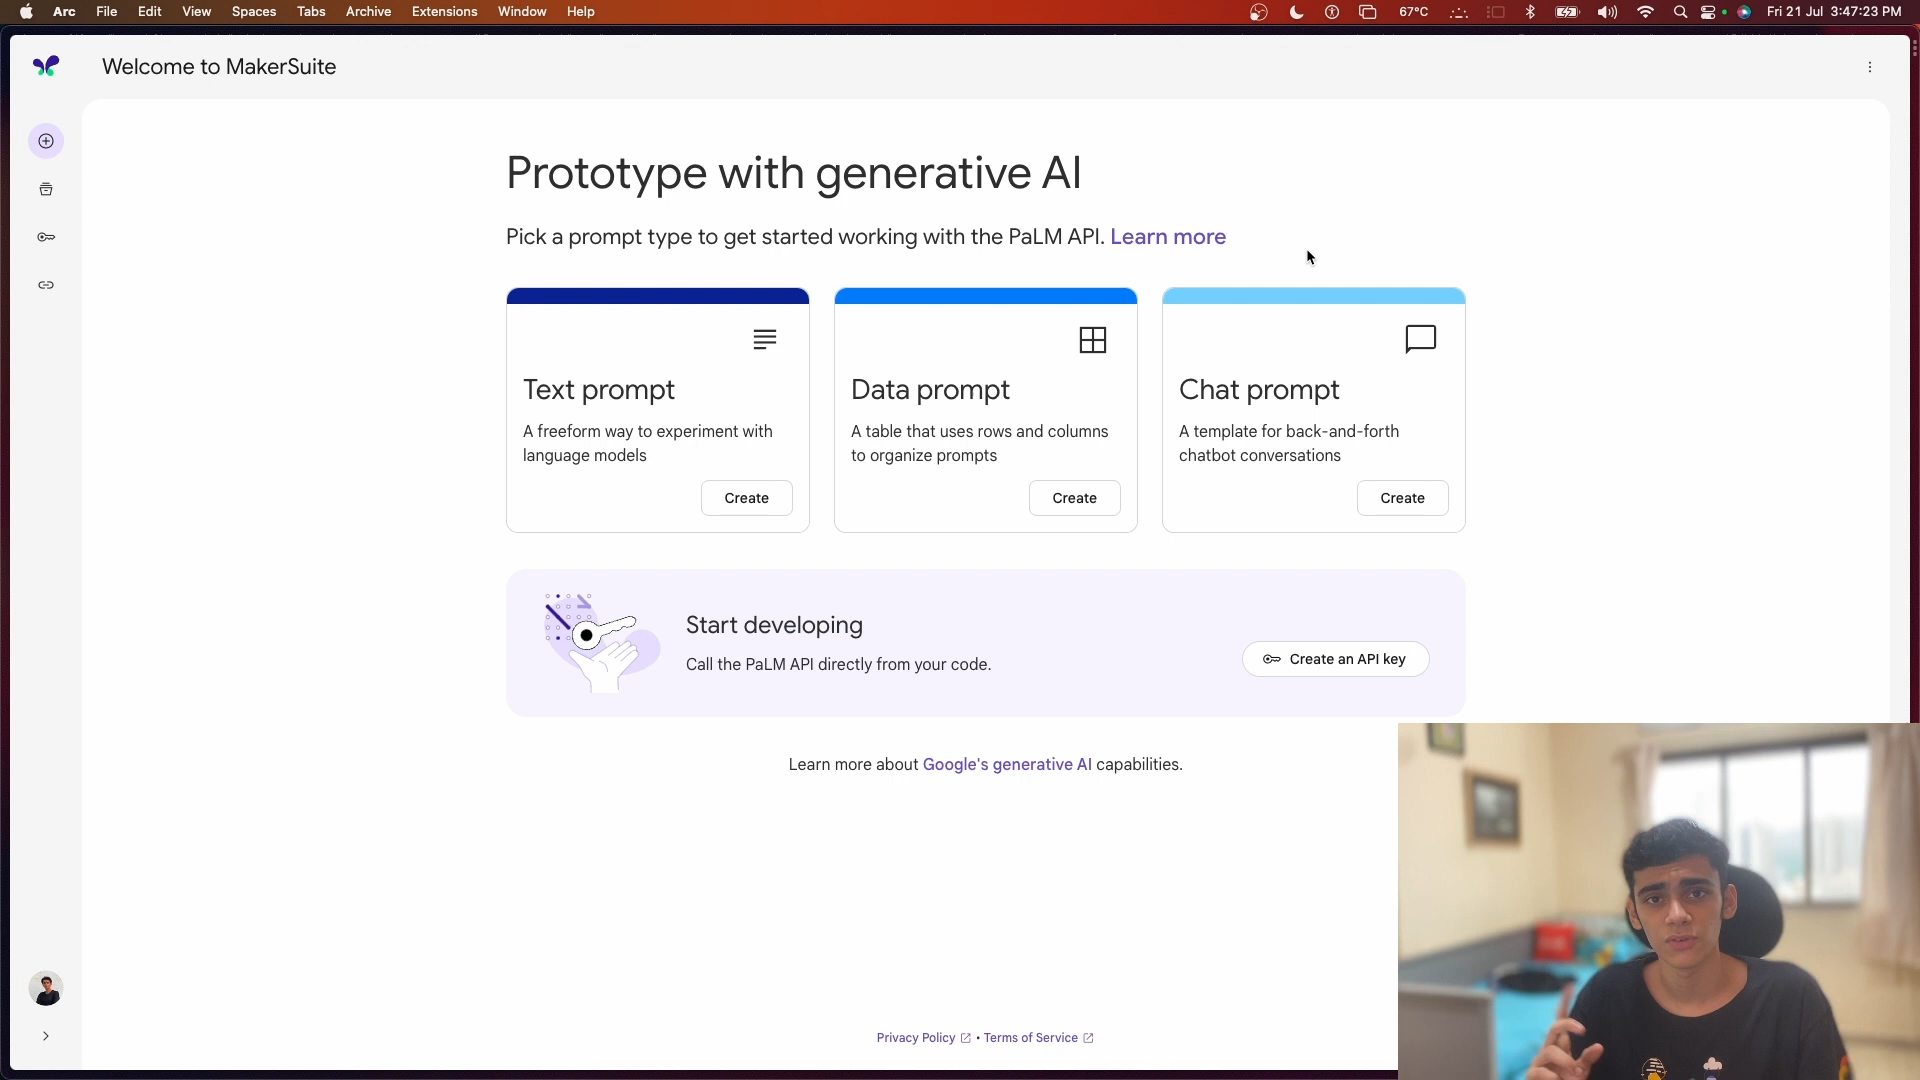 Arc File Edit View Spaces Tabs Archive Extensions Window Help 67°C Fri 21 Jul 3:47:23 PM
Welcome to MakerSuite
Prototype with generative AI
Pick a prompt type to get started working with the PaLM API. Learn more
Text prompt
A freeform way to experiment with
language models
Create
Data prompt
A table that uses rows and columns
to organize prompts
Create
Chat prompt
A template for back-and-forth
chatbot conversations
Create
Start developing
Call the PaLM API directly from your code.
Create an API key
Learn more about Google's generative AI capabilities.
Privacy Policy • Terms of Service